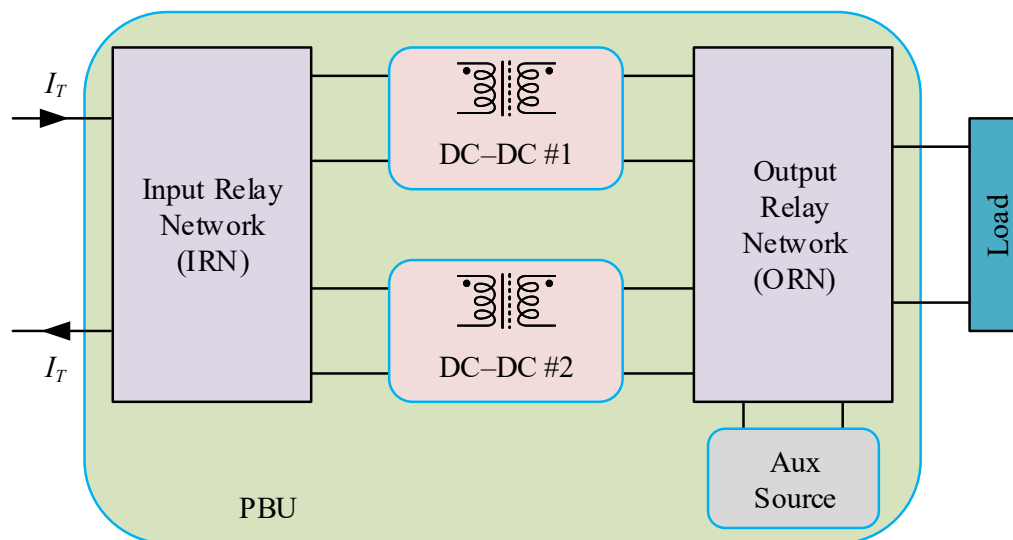 I_T
Input Relay
Network
(IRN)
I_T
DC–DC #1
DC–DC #2
Output
Relay
Network
(ORN)
Load
Aux
Source
PBU